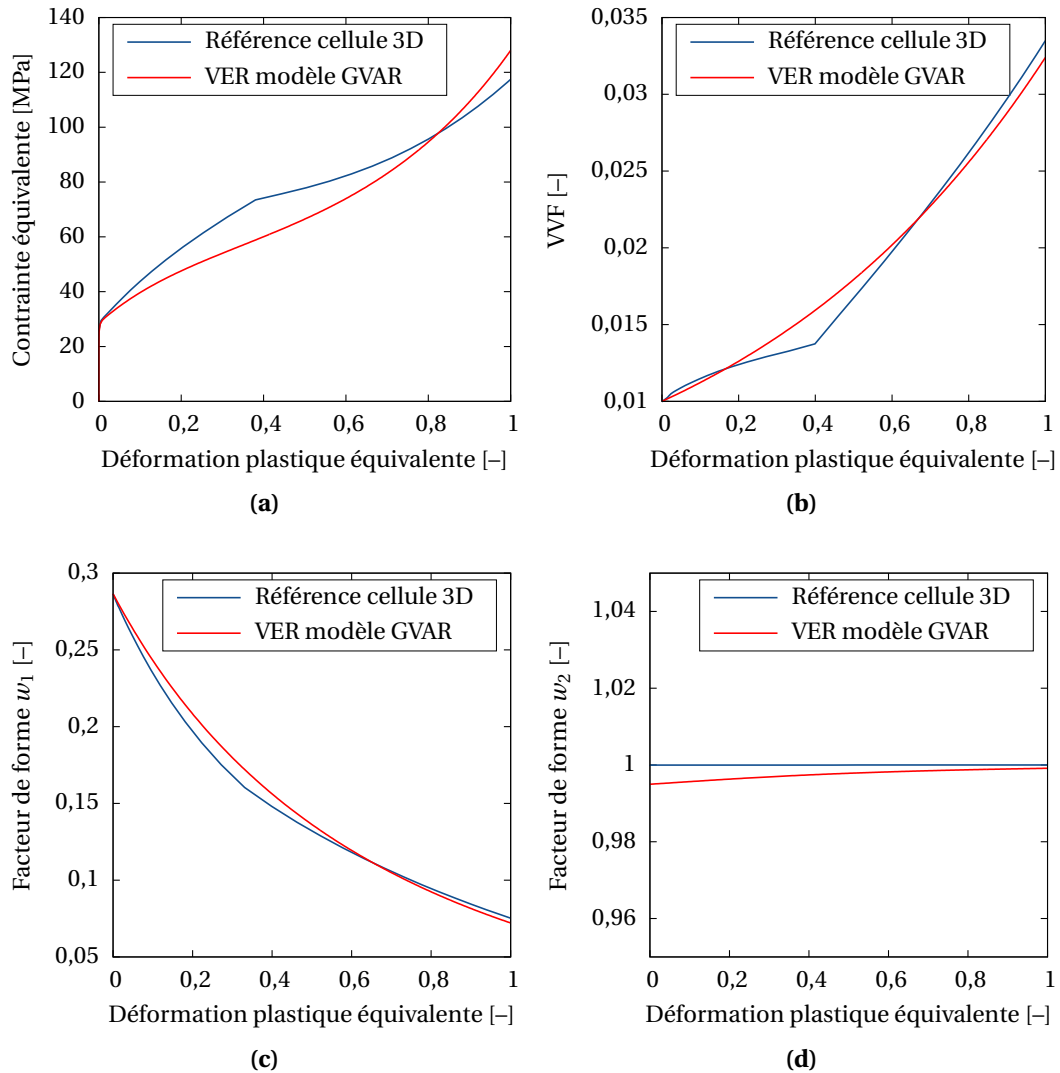 140
120
100
80
60
40
20
0
Contrainte équivalente [MPa]
Référence cellule 3D
VER modèle GVAR
0 0,2 0,4 0,6 0,8 1
Déformation plastique équivalente [–]
(a)
0,035
0,03
0,025
0,02
0,015
0,01
VVF [–]
Référence cellule 3D
VER modèle GVAR
0 0,2 0,4 0,6 0,8 1
Déformation plastique équivalente [–]
(b)
0,3
0,25
0,2
0,15
0,1
0,05
Facteur de forme w1 [–]
Référence cellule 3D
VER modèle GVAR
0 0,2 0,4 0,6 0,8 1
Déformation plastique équivalente [–]
(c)
1,04
1,02
1
0,98
0,96
Facteur de forme w2 [–]
Référence cellule 3D
VER modèle GVAR
0 0,2 0,4 0,6 0,8 1
Déformation plastique équivalente [–]
(d)